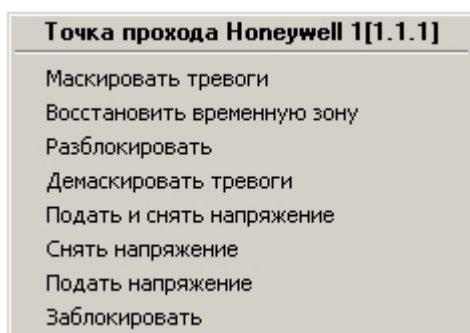 Точка прохода Honeywell 1[1.1.1]
Маскировать тревоги
Восстановить временную зону
Разблокировать
Демаскировать тревоги
Подать и снять напряжение
Снять напряжение
Подать напряжение
Заблокировать